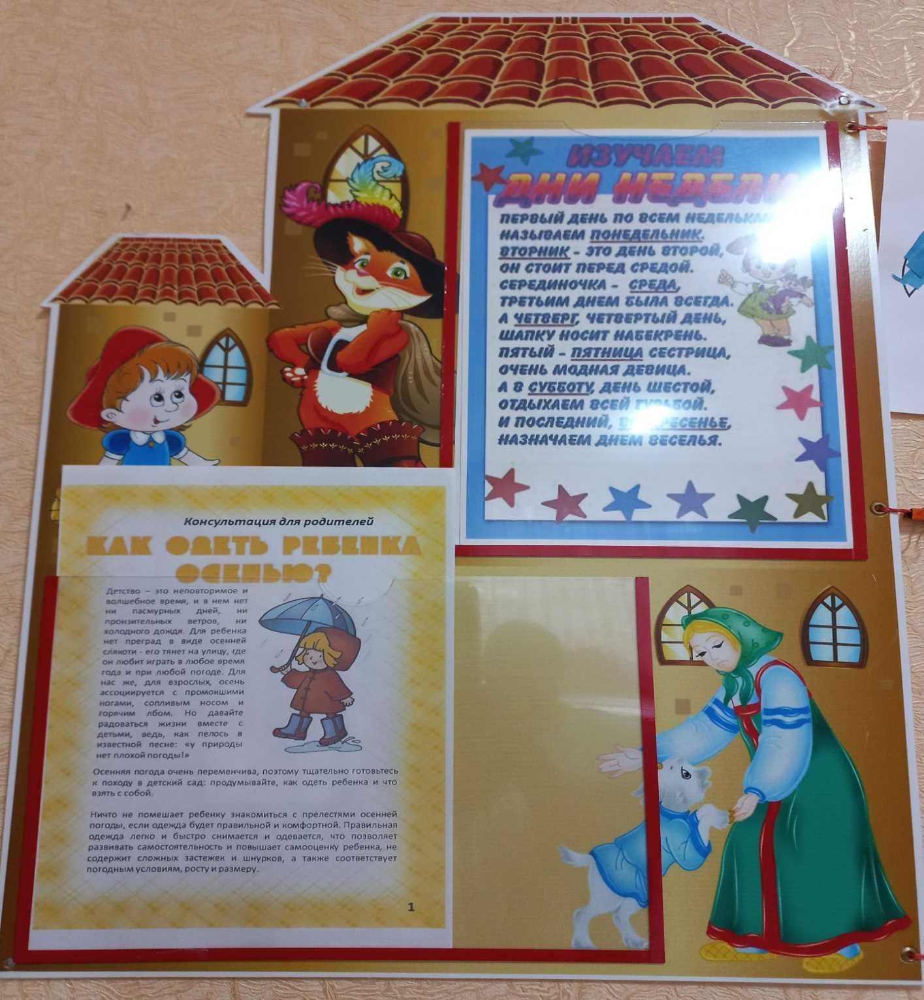 ИЗУЧАЕМ
ДНИ НЕДЕЛИ
ПЕРВЫЙ ДЕНЬ ПО ВСЕМ НЕДЕЛЬКАМ
НАЗЫВАЕМ ПОНЕДЕЛЬНИК.
ВТОРНИК - ЭТО ДЕНЬ ВТОРОЙ,
ОН СТОИТ ПЕРЕД СРЕДОЙ.
СЕРЕДИНОЧКА - СРЕДА,
ТРЕТЬИМ ДНЕМ БЫЛА ВСЕГДА.
А ЧЕТВЕРГ, ЧЕТВЕРТЫЙ ДЕНЬ,
ШАПКУ НОСИТ НАБЕКРЕНЬ.
ПЯТЫЙ - ПЯТНИЦА СЕСТРИЦА,
ОЧЕНЬ МОДНАЯ ДЕВИЦА.
А В СУББОТУ, ДЕНЬ ШЕСТОЙ,
ОТДЫХАЕМ ВСЕЙ ГУРЬБОЙ.
И ПОСЛЕДНИЙ, ВОСКРЕСЕНЬЕ,
НАЗНАЧАЕМ ДНЕМ ВЕСЕЛЬЯ.
Консультация для родителей
КАК ОДЕТЬ РЕБЕНКА
ОСЕНЬЮ?
Детство – это неповторимое и
волшебное время, и в нем нет
ни пасмурных дней, ни
пронзительных ветров, ни
холодного дождя. Для ребенка
нет преград в виде осенней
слякоти - его тянет на улицу, где
он любит играть в любое время
года и при любой погоде. Для
нас же, для взрослых, осень
ассоциируется с промокшими
ногами, сопливым носом и
горячим лбом. Но давайте
радоваться жизни вместе с
детьми, ведь, как пелось в
известной песне: «у природы
нет плохой погоды!»
Осенняя погода очень переменчива, поэтому тщательно готовьтесь
к походу в детский сад: продумывайте, как одеть ребенка и что
взять с собой.
Ничто не помешает ребенку знакомиться с прелестями осенней
погоды, если одежда будет правильной и комфортной. Правильная
одежда легко и быстро снимается и одевается, что позволяет
развивать самостоятельность и повышает самооценку ребенка, не
содержит сложных застежек и шнурков, а также соответствует
погодным условиям, росту и размеру.
1